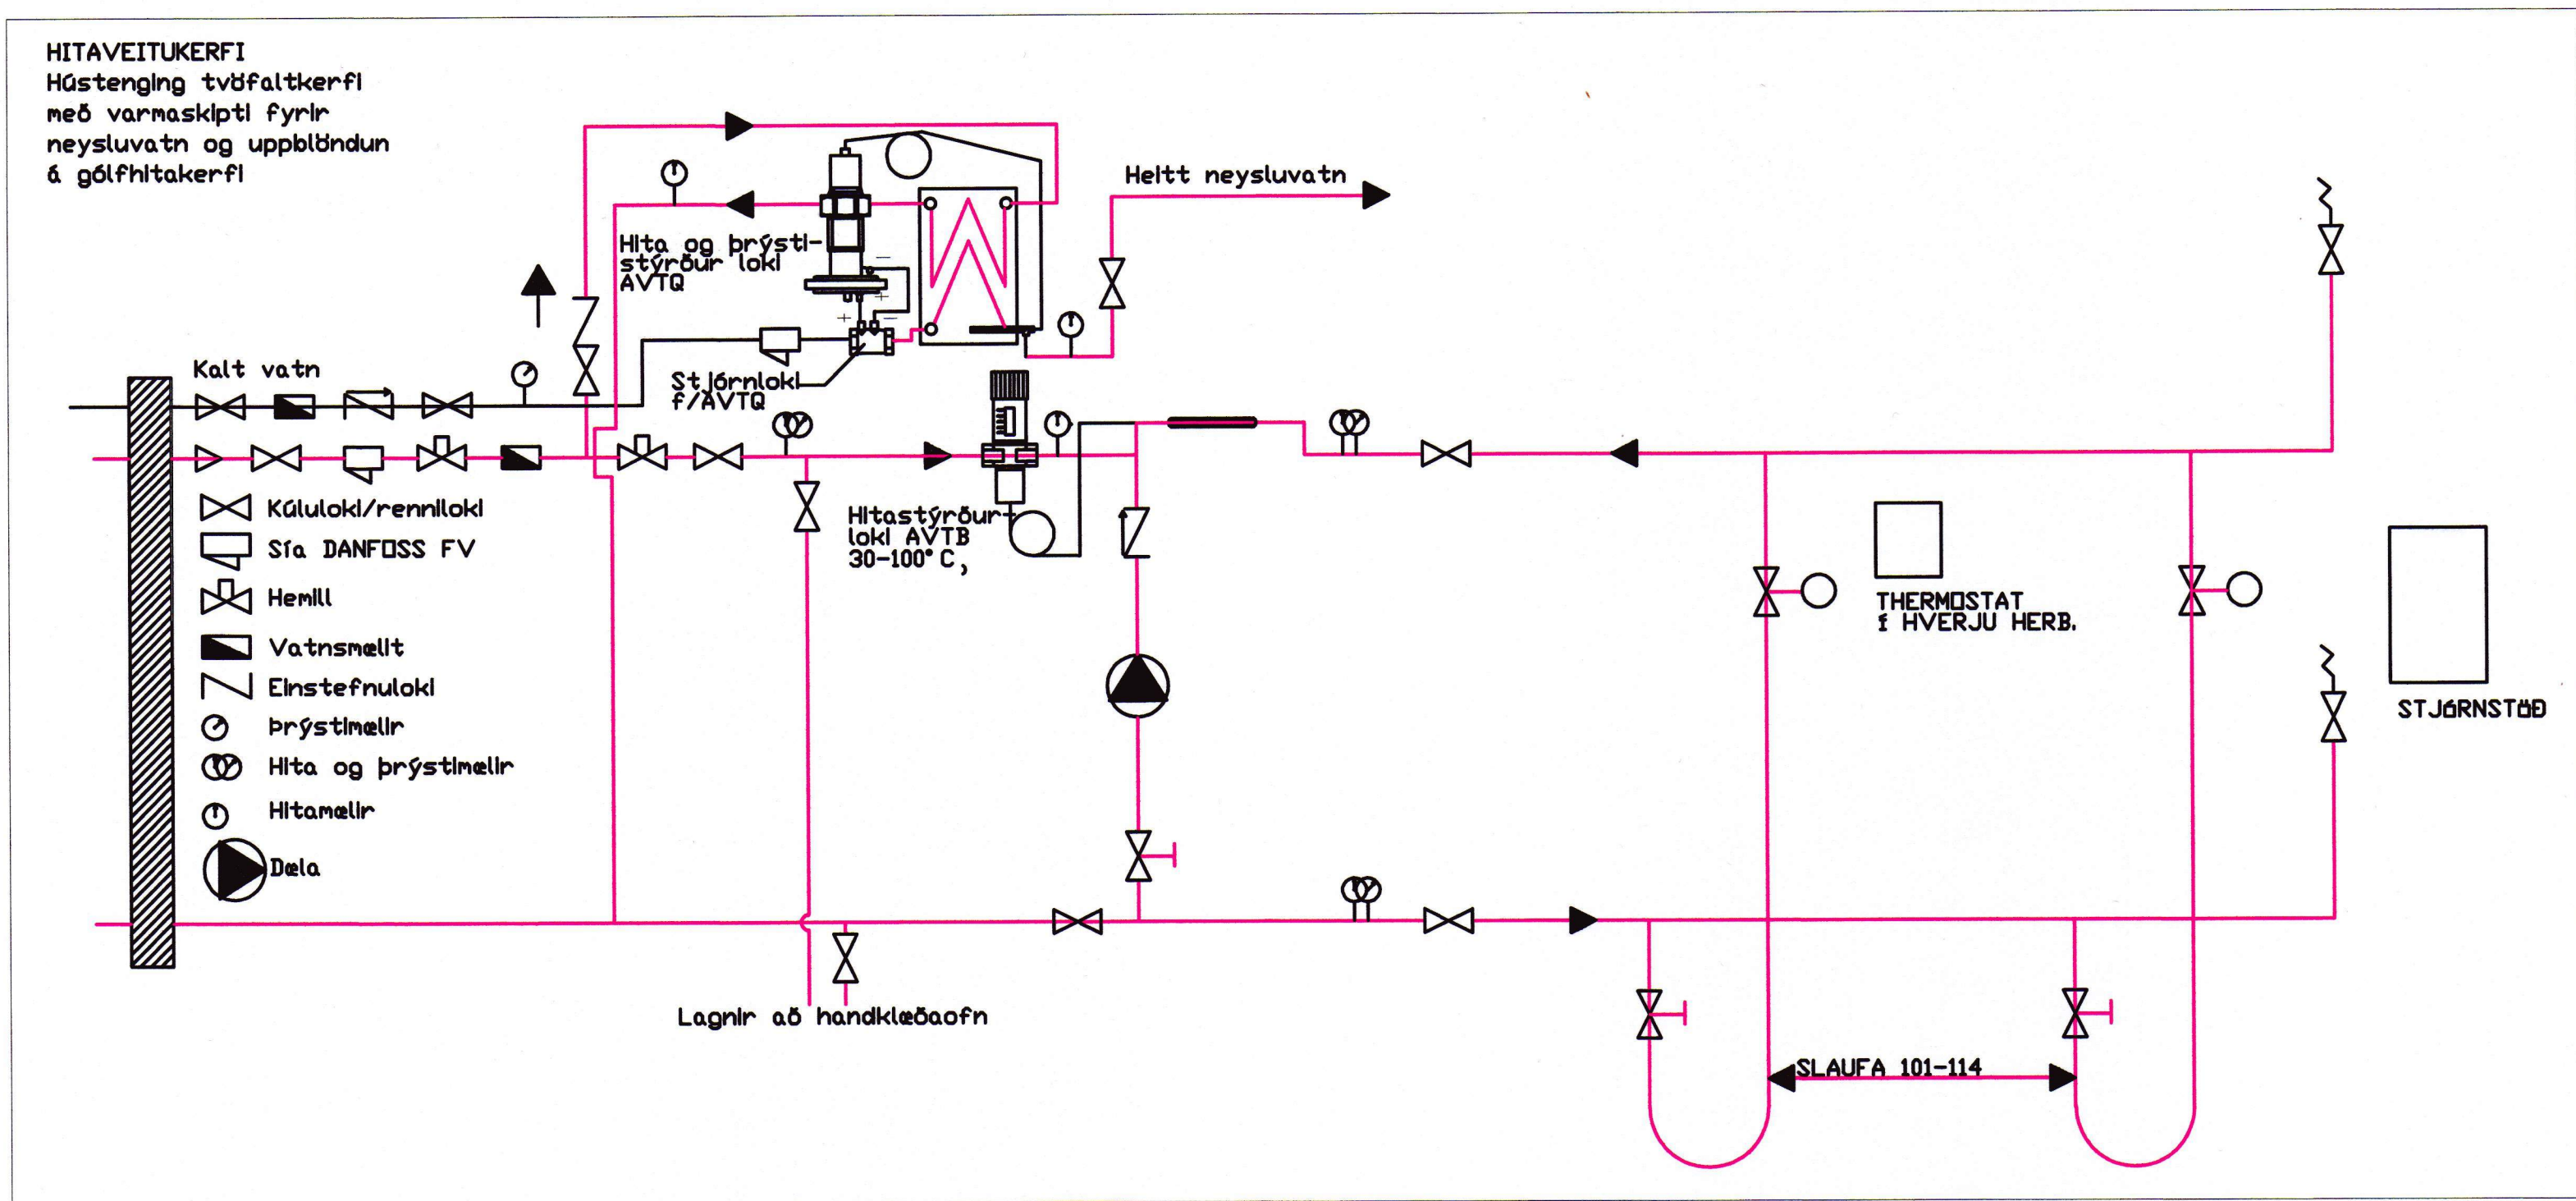 HITAVEITUKERFI
Hústenging tvöfaltkerfi
með varmaskipti fyrir
neysluvatn og uppblöndun
á gólfhitakerfi
Heitt neysluvatn
Hita og þrýsti-
stýrður loki
AVTQ
Kalt vatn
Stjórnloki
f/AVTQ
Hitastýrður
loki AVTB
30-100°C,
Kúluloki/renniloki
Sía DANFOSS FV
Hemill
Vatnsmælit
Einstefnuloki
Þrýstimælir
Hita og þrýstimælir
Hitamælir
Dæla
THERMOSTAT
Í HVERJU HERB.
STJÓRNSTÖÐ
Lagnir að handklæðaofn
SLAUFA 101-114